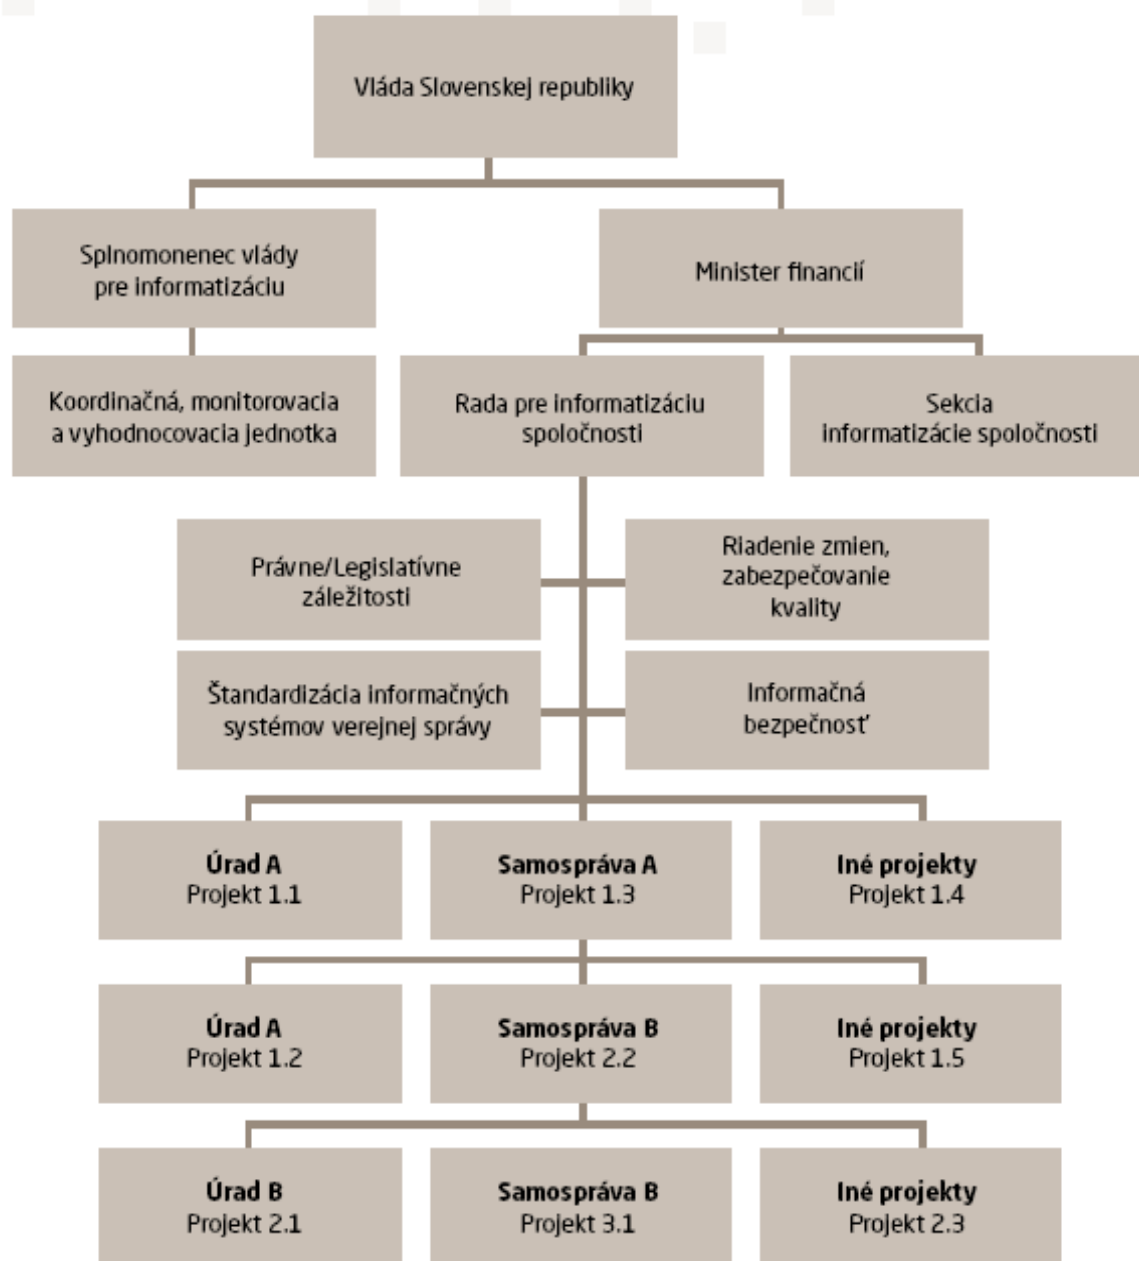 Vláda Slovenskej republiky
Splnomonenec vlády
pre informatizáciu
Minister financií
Koordinačná, monitorovacia
a vyhodnocovacia jednotka
Rada pre informatizáciu
spoločnosti
Sekcia
informatizácie spoločnosti
Právne/Legislatívne
záležitosti
Riadenie zmien,
zabezpečovanie
kvality
Štandardizácia informačných
systémov verejnej správy
Informačná
bezpečnosť
Úrad A
Projekt 1.1
Samospráva A
Projekt 1.3
Iné projekty
Projekt 1.4
Úrad A
Projekt 1.2
Samospráva B
Projekt 2.2
Iné projekty
Projekt 1.5
Úrad B
Projekt 2.1
Samospráva B
Projekt 3.1
Iné projekty
Projekt 2.3